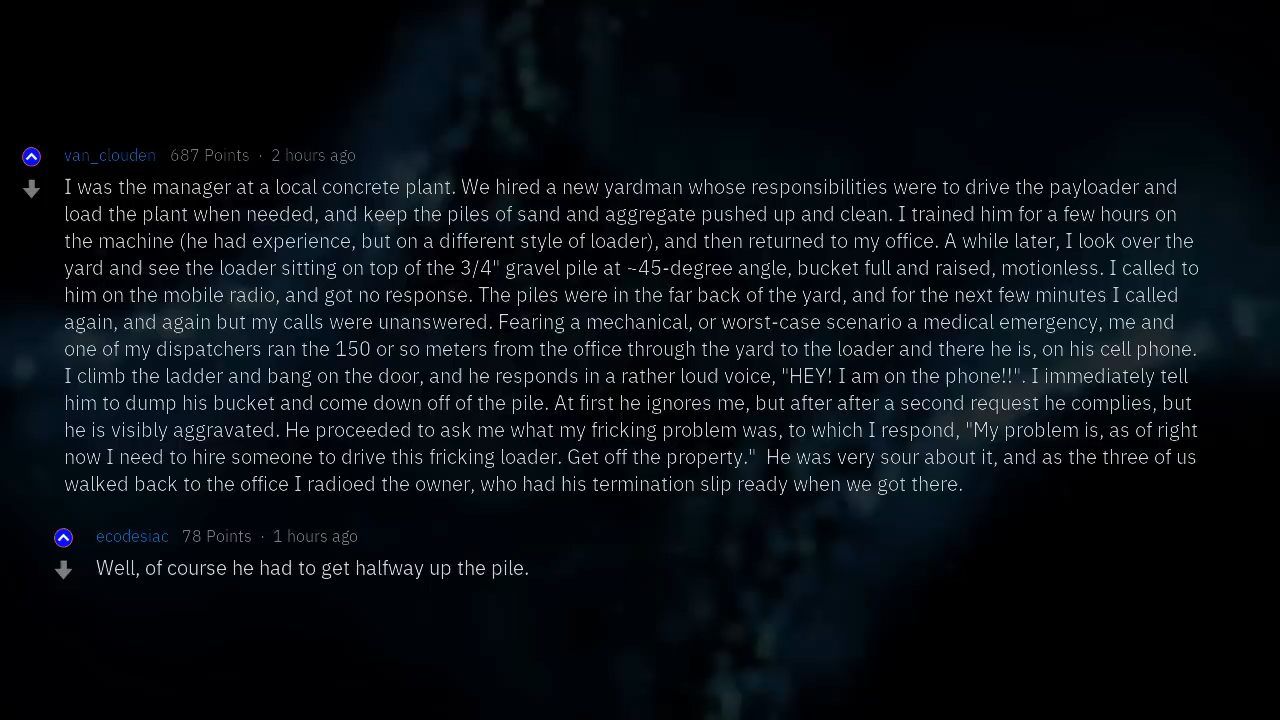 van_clouden 687 Points · 2 hours ago
I was the manager at a local concrete plant. We hired a new yardman whose responsibilities were to drive the payloader and
load the plant when needed, and keep the piles of sand and aggregate pushed up and clean. I trained him for a few hours on
the machine (he had experience, but on a different style of loader), and then returned to my office. A while later, I look over the
yard and see the loader sitting on top of the 3/4" gravel pile at ~45-degree angle, bucket full and raised, motionless. I called to
him on the mobile radio, and got no response. The piles were in the far back of the yard, and for the next few minutes I called
again, and again but my calls were unanswered. Fearing a mechanical, or worst-case scenario a medical emergency, me and
one of my dispatchers ran the 150 or so meters from the office through the yard to the loader and there he is, on his cell phone.
I climb the ladder and bang on the door, and he responds in a rather loud voice, "HEY! I am on the phone!!". I immediately tell
him to dump his bucket and come down off of the pile. At first he ignores me, but after after a second request he complies, but
he is visibly aggravated. He proceeded to ask me what my fricking problem was, to which I respond, "My problem is, as of right
now I need to hire someone to drive this fricking loader. Get off the property."  He was very sour about it, and as the three of us
walked back to the office I radioed the owner, who had his termination slip ready when we got there.
ecodesiac 78 Points · 1 hours ago
Well, of course he had to get halfway up the pile.